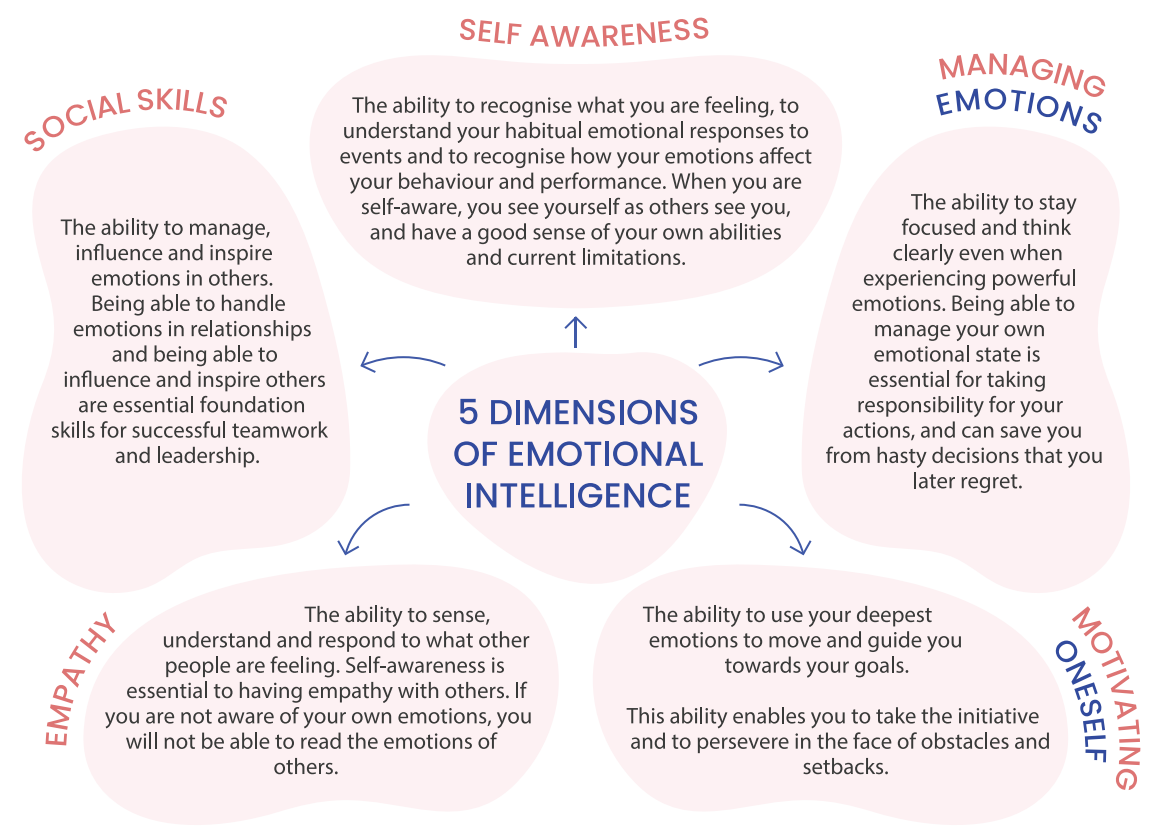 SELF AWARENESS
The ability to recognise what you are feeling, to
understand your habitual emotional responses to
events and to recognise how your emotions affect
your behaviour and performance. When you are
self-aware, you see yourself as others see you,
and have a good sense of your own abilities
and current limitations.
MANAGING
EMOTIONS
The ability to stay
focused and think
clearly even when
experiencing powerful
emotions. Being able to
manage your own
emotional state is
essential for taking
responsibility for your
actions, and can save you
from hasty decisions that you
later regret.
SOCIAL SKILLS
The ability to manage,
influence and inspire
emotions in others.
Being able to handle
emotions in relationships
and being able to
influence and inspire others
are essential foundation
skills for successful teamwork
and leadership.
5 DIMENSIONS
OF EMOTIONAL
INTELLIGENCE
EMPATHY
The ability to sense,
understand and respond to what other
people are feeling. Self-awareness is
essential to having empathy with others. If
you are not aware of your own emotions, you
will not be able to read the emotions of
others.
MOTIVATING
ONESELF
The ability to use your deepest
emotions to move and guide you
towards your goals.
This ability enables you to take the initiative
and to persevere in the face of obstacles and
setbacks.